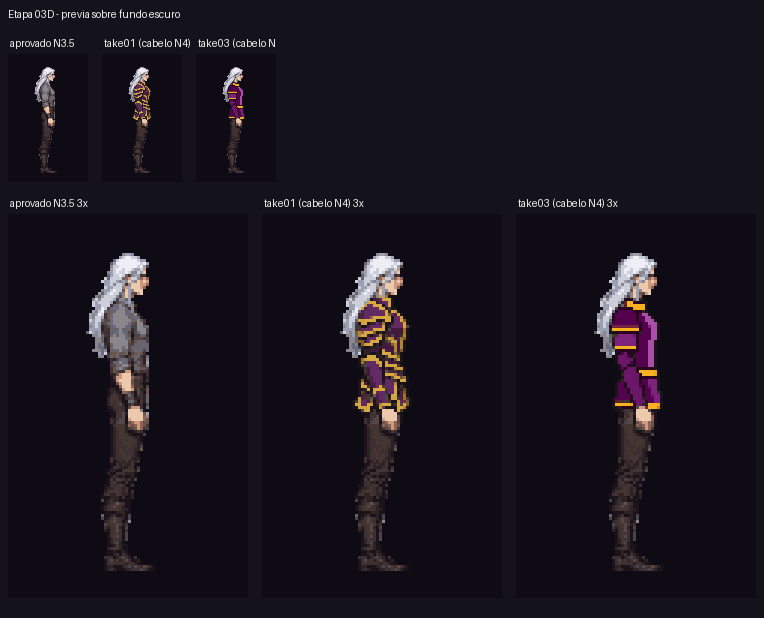 Etapa 03D - previa sobre fundo escuro
aprovado N3.5
take01 (cabelo N4)
take03 (cabelo N
aprovado N3.5 3x
take01 (cabelo N4) 3x
take03 (cabelo N4) 3x